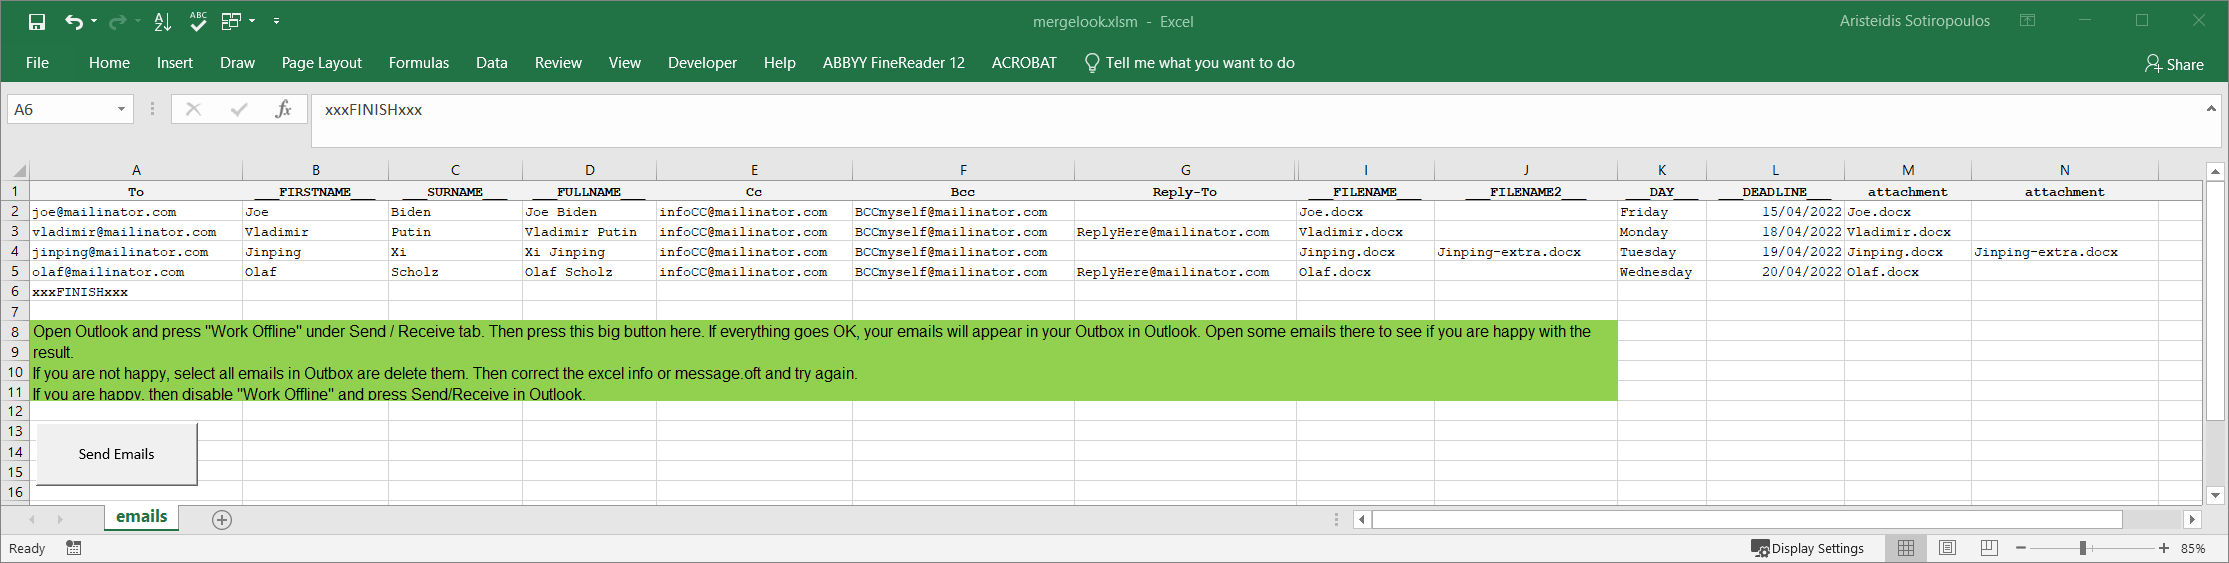 ABC
mergelook.xlsm - Excel
Aristeidis Sotiropoulos
File Home Insert Draw Page Layout Formulas Data Review View Developer Help ABBYY FineReader 12 ACROBAT Tell me what you want to do Share
A6 fx xxxFINISHxxx
A B C D E F G I J K L M N
1 To __FIRSTNAME__ __SURNAME__ __FULLNAME__ Cc Bcc Reply-To __FILENAME__ __FILENAME2__ __DAY__ __DEADLINE__ attachment attachment
2 joe@mailinator.com Joe Biden Joe Biden infoCC@mailinator.com BCCmyself@mailinator.com Joe.docx Friday 15/04/2022 Joe.docx
3 vladimir@mailinator.com Vladimir Putin Vladimir Putin infoCC@mailinator.com BCCmyself@mailinator.com ReplyHere@mailinator.com Vladimir.docx Monday 18/04/2022 Vladimir.docx
4 jinping@mailinator.com Jinping Xi Xi Jinping infoCC@mailinator.com BCCmyself@mailinator.com Jinping.docx Jinping-extra.docx Tuesday 19/04/2022 Jinping.docx Jinping-extra.docx
5 olaf@mailinator.com Olaf Scholz Olaf Scholz infoCC@mailinator.com BCCmyself@mailinator.com ReplyHere@mailinator.com Olaf.docx Wednesday 20/04/2022 Olaf.docx
6 xxxFINISHxxx
7
8 Open Outlook and press "Work Offline" under Send / Receive tab. Then press this big button here. If everything goes OK, your emails will appear in your Outbox in Outlook. Open some emails there to see if you are happy with the
9 result.
10 If you are not happy, select all emails in Outbox are delete them. Then correct the excel info or message.oft and try again.
11 If you are happy, then disable "Work Offline" and press Send/Receive in Outlook.
12
13
14 Send Emails
15
16
emails
Ready Display Settings 85%